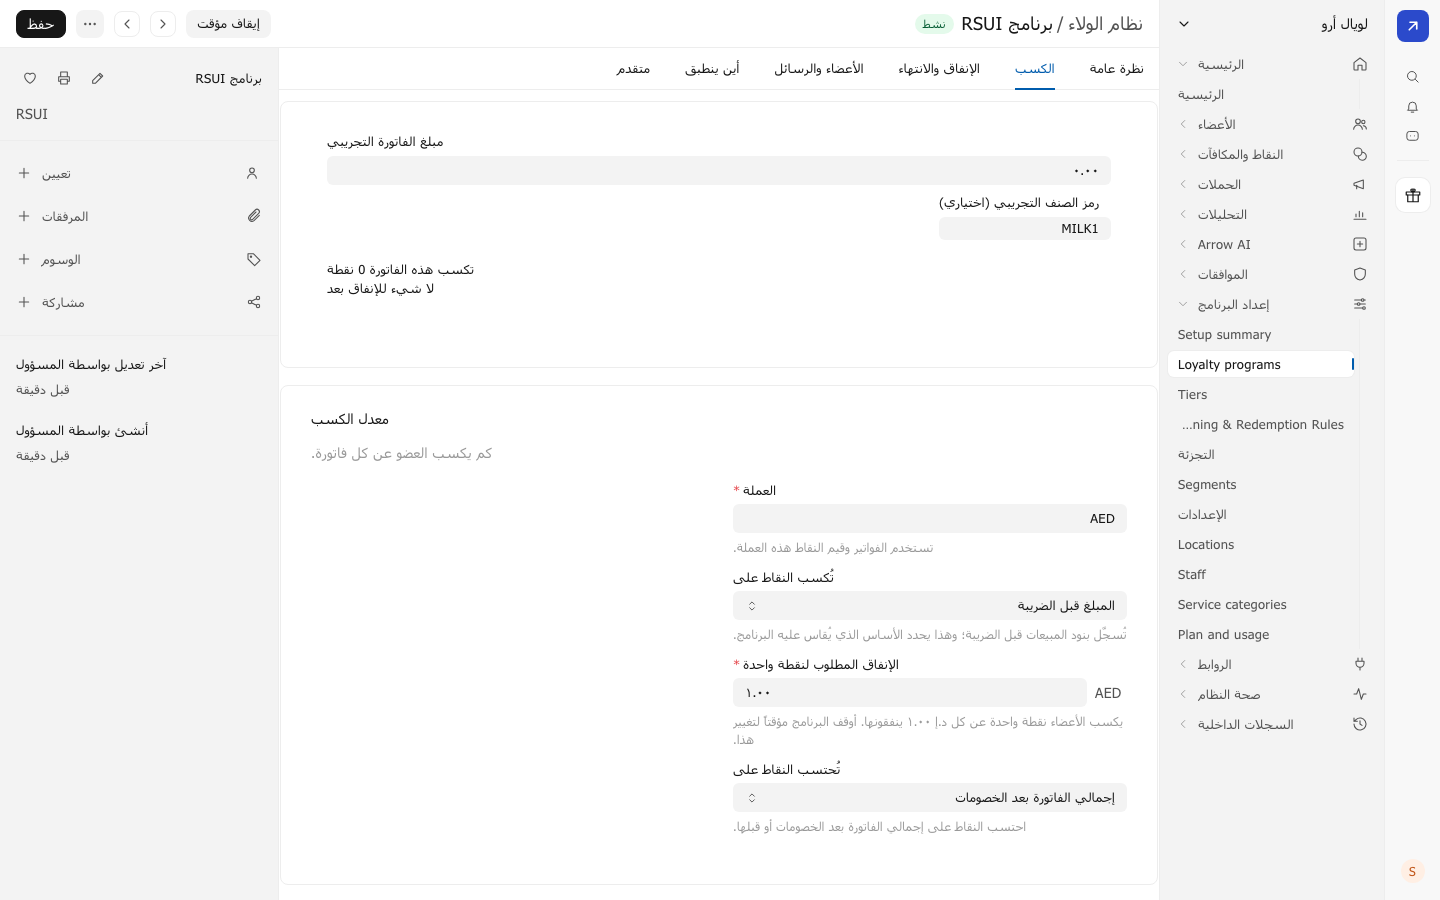 لويال أرو
الرئيسية
الرئيسية
الأعضاء
النقاط والمكافآت
الحملات
التحليلات
Arrow AI
الموافقات
إعداد البرنامج
Setup summary
Loyalty programs
Tiers
...ning & Redemption Rules
التجزئة
Segments
الإعدادات
Locations
Staff
Service categories
Plan and usage
الروابط
صحة النظام
السجلات الداخلية
S
نظام الولاء / برنامج RSUI نشط
إيقاف مؤقت
حفظ
نظرة عامة الكسب الإنفاق والانتهاء الأعضاء والرسائل أين ينطبق متقدم
مبلغ الفاتورة التجريبي
٠.٠٠
رمز الصنف التجريبي (اختياري)
MILK1
تكسب هذه الفاتورة 0 نقطة
لا شيء للإنفاق بعد
معدل الكسب
كم يكسب العضو عن كل فاتورة.
العملة *
AED
تستخدم الفواتير وقيم النقاط هذه العملة.
تُكسب النقاط على
المبلغ قبل الضريبة
تُسجَّل بنود المبيعات قبل الضريبة؛ وهذا يحدد الأساس الذي يُقاس عليه البرنامج.
الإنفاق المطلوب لنقطة واحدة *
AED ١.٠٠
يكسب الأعضاء نقطة واحدة عن كل د.إ ١.٠٠ ينفقونها. أوقف البرنامج مؤقتاً لتغيير
هذا.
تُحتسب النقاط على
إجمالي الفاتورة بعد الخصومات
احتسب النقاط على إجمالي الفاتورة بعد الخصومات أو قبلها.
برنامج RSUI
RSUI
تعيين
المرفقات
الوسوم
مشاركة
آخر تعديل بواسطة المسؤول
قبل دقيقة
أنشئ بواسطة المسؤول
قبل دقيقة